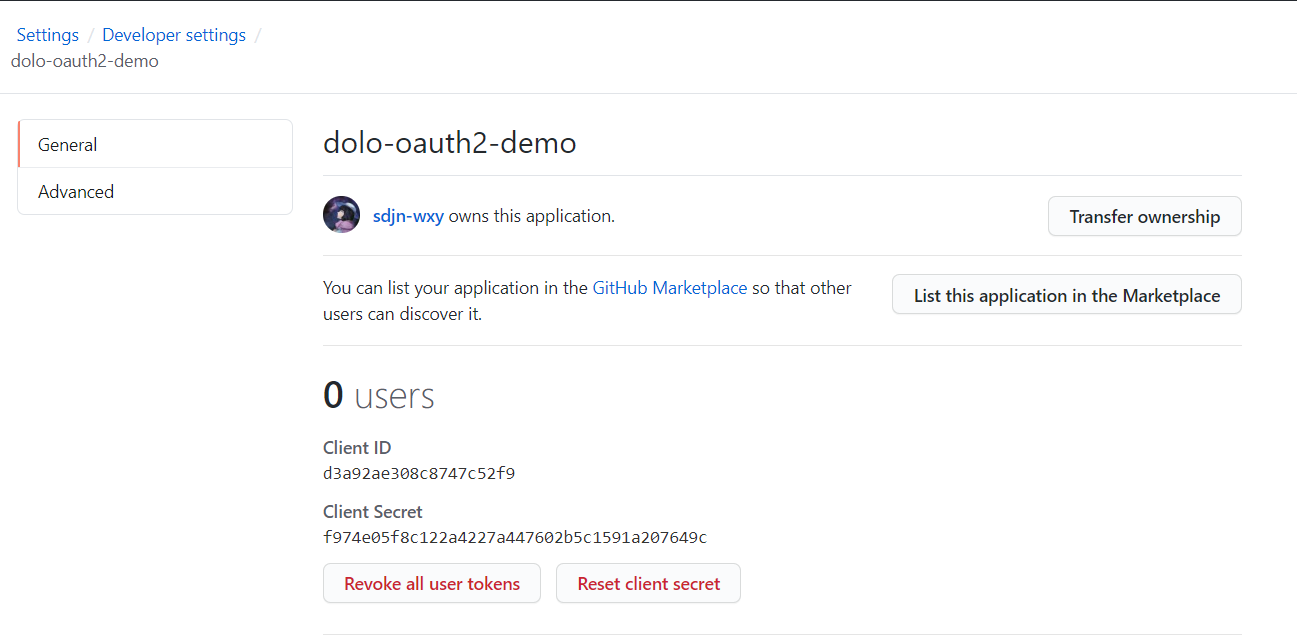 Settings / Developer settings /
dolo-oauth2-demo
General
Advanced
dolo-oauth2-demo
sdjn-wxy owns this application.
Transfer ownership
You can list your application in the GitHub Marketplace so that other
users can discover it.
List this application in the Marketplace
0 users
Client ID
d3a92ae308c8747c52f9
Client Secret
f974e05f8c122a4227a447602b5c1591a207649c
Revoke all user tokens
Reset client secret